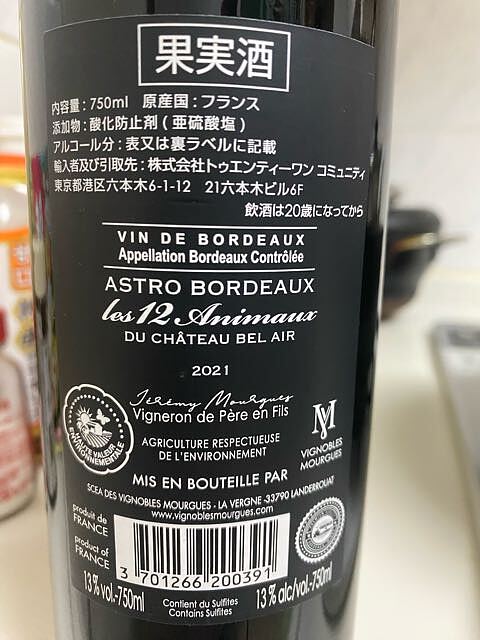 果実酒
内容量：750ml 原産国：フランス
添加物：酸化防止剤（亜硫酸塩）
アルコール分：表又は裏ラベルに記載
輸入者及び引取先：株式会社トゥエンティーワン コミュニティ
東京都港区六本木6-1-12 21六本木ビル6F
飲酒は20歳になってから
VIN DE BORDEAUX
Appellation Bordeaux Contrôlée
ASTRO BORDEAUX
les 12 Animaux
DU CHÂTEAU BEL AIR
2021
Jérémy Mourgues
Vigneron de Père en Fils
HAUTE VALEUR ENVIRONNEMENTALE
AGRICULTURE RESPECTUEUSE
DE L'ENVIRONNEMENT
VM
VIGNOBLES
MOURGUES
MIS EN BOUTEILLE PAR
SCEA DES VIGNOBLES MOURGUES - LA VERGNE -33790 LANDERROUAT
www.vignoblesmourgues.com
produit de
FRANCE
product of
FRANCE
3 701266 200391
13% vol.-750ml
Contient du Sulfites
Contains Sulfites
13% alc/vol-750ml